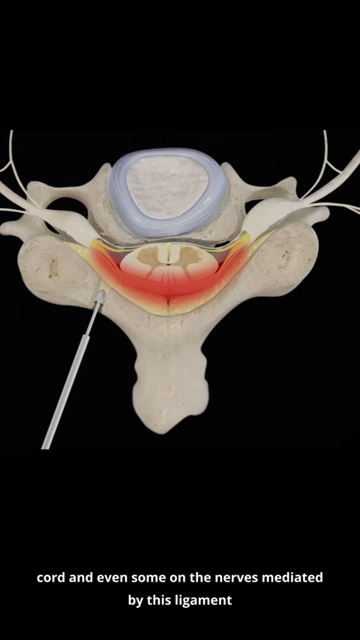 cord and even some on the nerves mediated
by this ligament